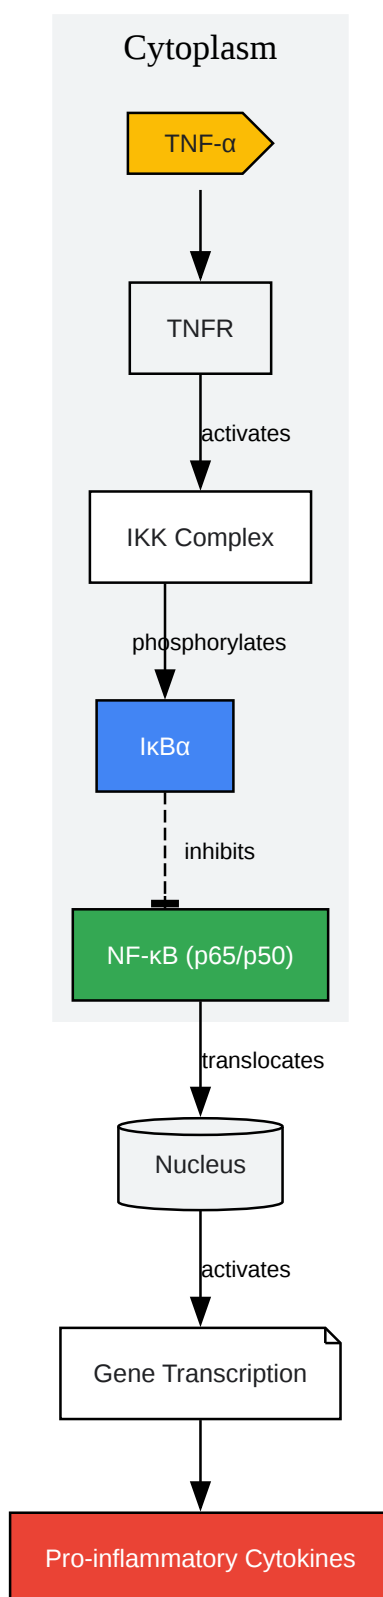 Cytoplasm
TNF-α
TNFR
activates
IKK Complex
phosphorylates
IκBα
inhibits
NF-κB (p65/p50)
translocates
Nucleus
activates
Gene Transcription
Pro-inflammatory Cytokines